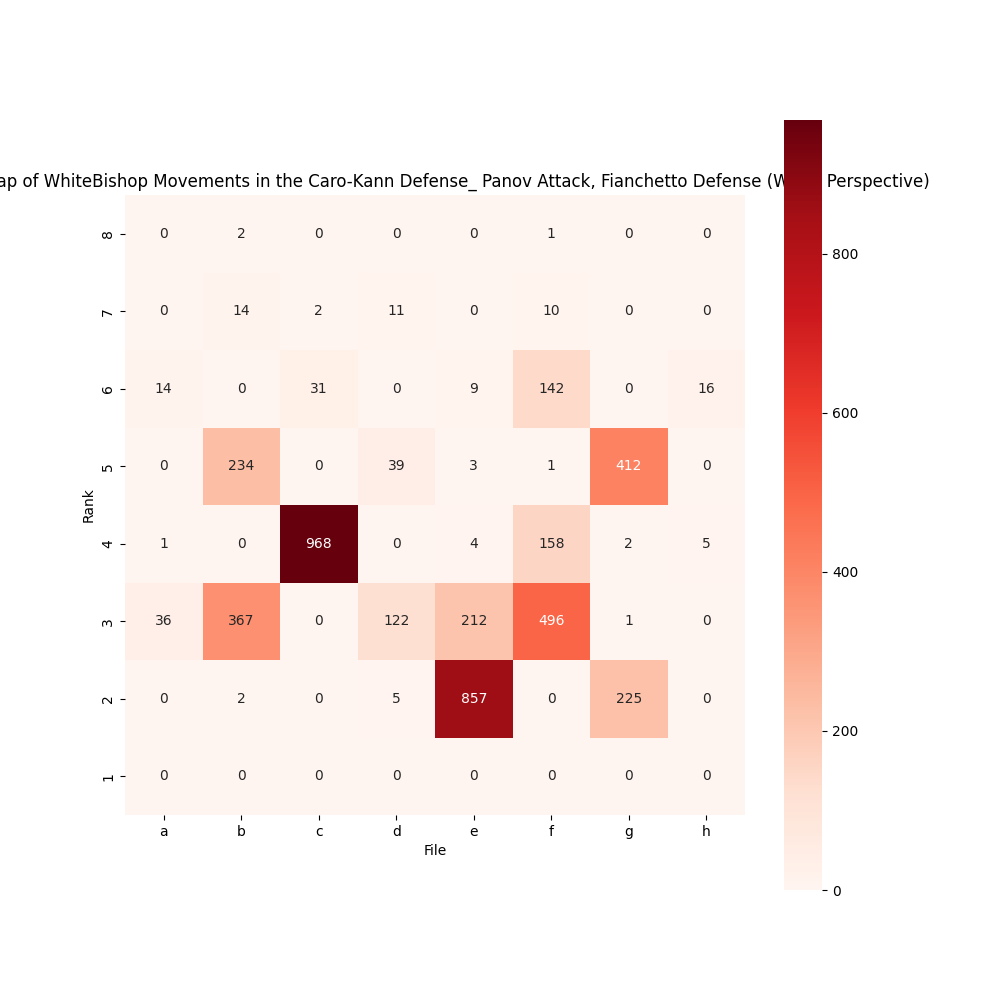 ap of WhiteBishop Movements in the Caro-Kann Defense_ Panov Attack, Fianchetto Defense (W Perspective)
8 0 2 0 0 0 1 0 0
7 0 14 2 11 0 10 0 0
6 14 0 31 0 9 142 0 16
5 0 234 0 39 3 1 412 0
4 1 0 968 0 4 158 2 5
3 36 367 0 122 212 496 1 0
2 0 2 0 5 857 0 225 0
1 0 0 0 0 0 0 0 0
a b c d e f g h
File
Rank
800
600
400
200
0